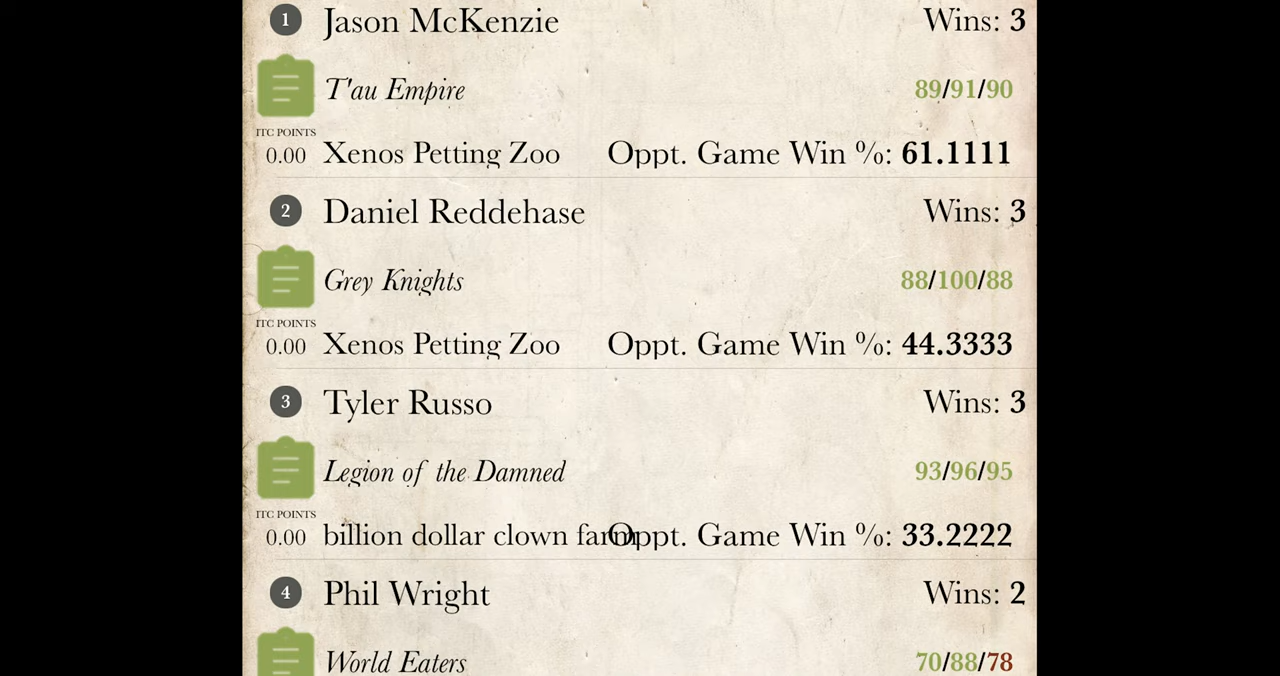 1 Jason McKenzie Wins: 3
T'au Empire 89/91/90
ITC POINTS
0.00 Xenos Petting Zoo Oppt. Game Win %: 61.1111
2 Daniel Reddehase Wins: 3
Grey Knights 88/100/88
ITC POINTS
0.00 Xenos Petting Zoo Oppt. Game Win %: 44.3333
3 Tyler Russo Wins: 3
Legion of the Damned 93/96/95
ITC POINTS
0.00 billion dollar clown farm Oppt. Game Win %: 33.2222
4 Phil Wright Wins: 2
World Eaters 70/88/78